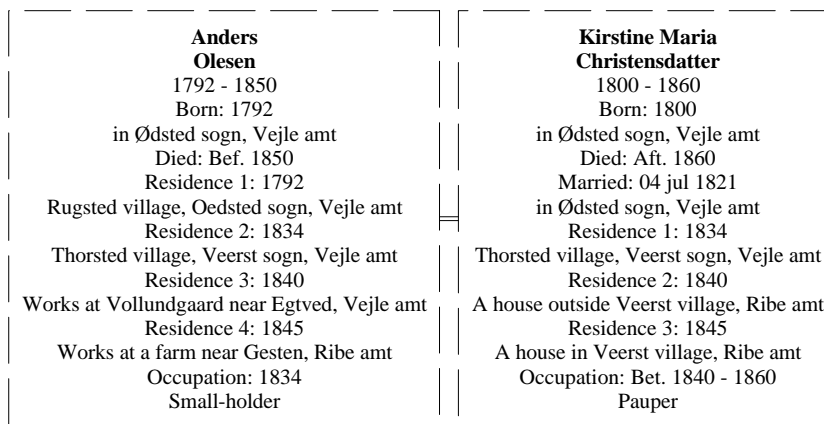 Anders
Olesen
1792 - 1850
Born: 1792
in Ødsted sogn, Vejle amt
Died: Bef. 1850
Residence 1: 1792
Rugsted village, Oedsted sogn, Vejle amt
Residence 2: 1834
Thorsted village, Veerst sogn, Vejle amt
Residence 3: 1840
Works at Vollundgaard near Egtved, Vejle amt
Residence 4: 1845
Works at a farm near Gesten, Ribe amt
Occupation: 1834
Small-holder
Kirstine Maria
Christensdatter
1800 - 1860
Born: 1800
in Ødsted sogn, Vejle amt
Died: Aft. 1860
Married: 04 jul 1821
in Ødsted sogn, Vejle amt
Residence 1: 1834
Thorsted village, Veerst sogn, Vejle amt
Residence 2: 1840
A house outside Veerst village, Ribe amt
Residence 3: 1845
A house in Veerst village, Ribe amt
Occupation: Bet. 1840 - 1860
Pauper